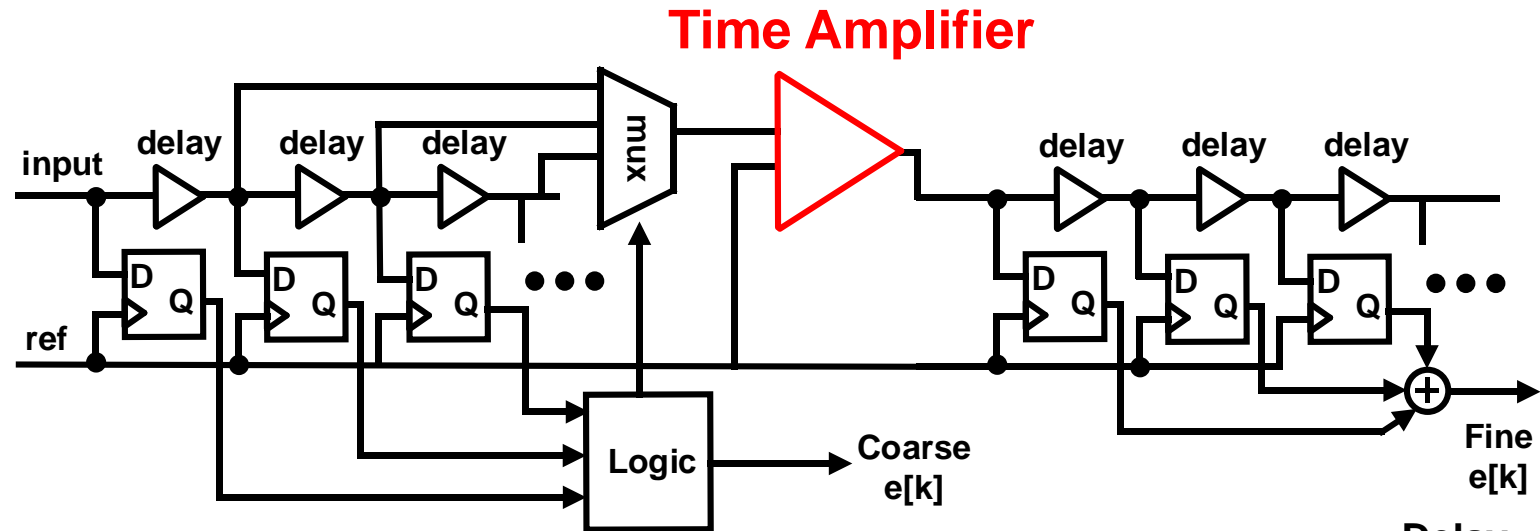 Time Amplifier
mux
delay
delay
delay
delay
delay
delay
input
D
Q
D
Q
D
Q
D
Q
D
Q
D
Q
ref
+
Logic
Coarse
e[k]
Fine
e[k]